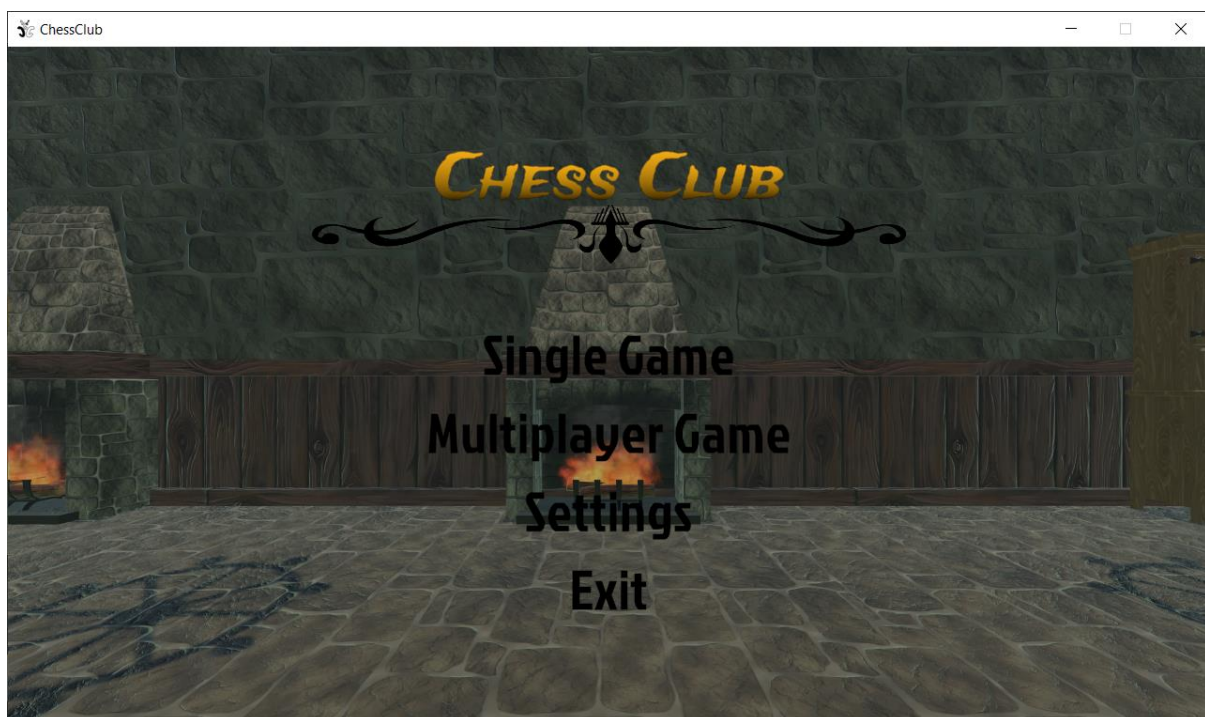 ChessClub
Chess Club
Single Game
Multiplayer Game
Settings
Exit